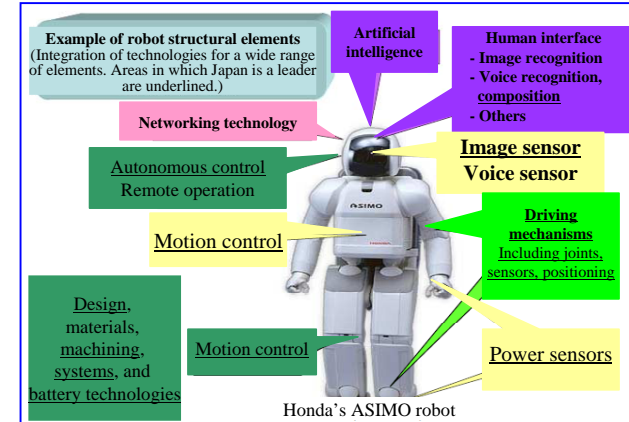 Example of robot structural elements
(Integration of technologies for a wide range
of elements. Areas in which Japan is a leader
are underlined.)
Artificial
intelligence
Human interface
- Image recognition
- Voice recognition,
composition
- Others
Networking technology
Image sensor
Voice sensor
Autonomous control
Remote operation
ASIMO
Motion control
HONDA
Driving
mechanisms
Including joints,
sensors, positioning
Design,
materials,
machining,
systems, and
battery technologies
Motion control
Power sensors
Honda's ASIMO robot